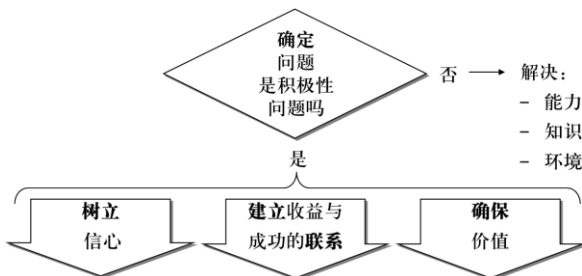 确定
问题
是积极性
问题吗
否
解决：
- 能力
- 知识
- 环境
是
树立
信心
建立收益与
成功的联系
确保
价值